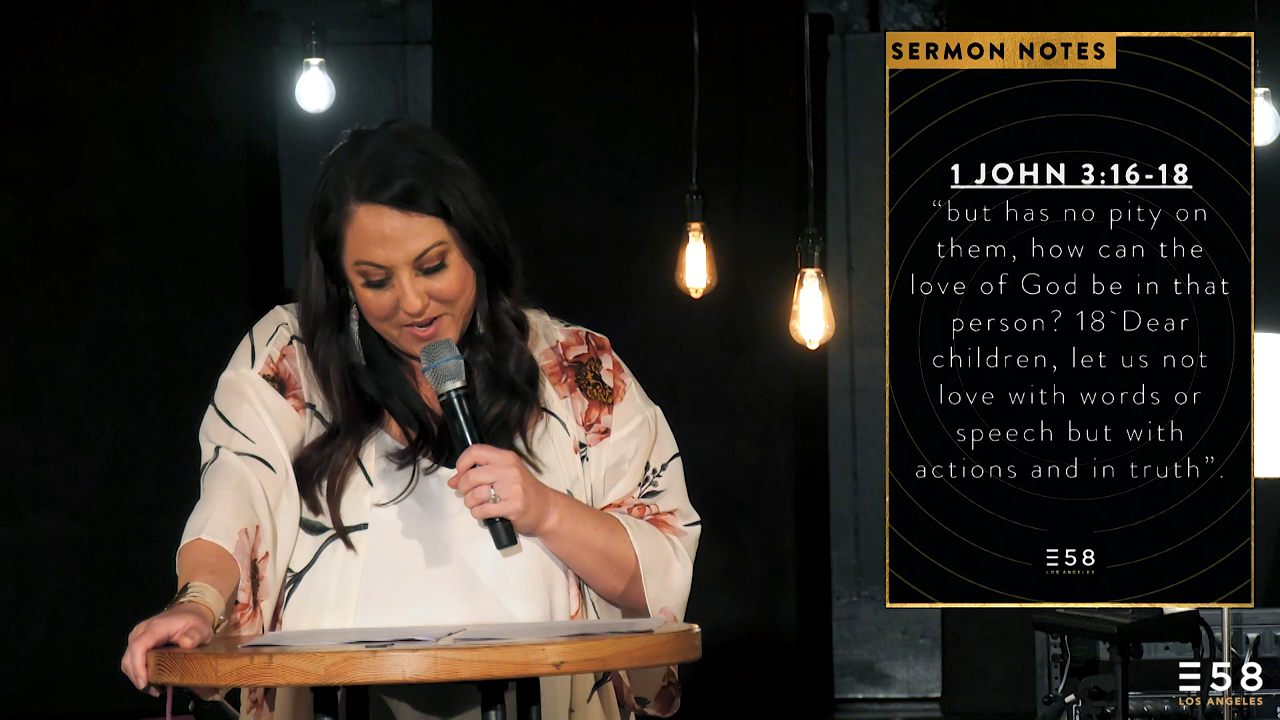 SERMON NOTES
1 JOHN 3:16-18
“but has no pity on
them, how can the
love of God be in that
person? 18`Dear
children, let us not
love with words or
speech but with
actions and in truth”.
E58
LOS ANGELES
E58
LOS ANGELES